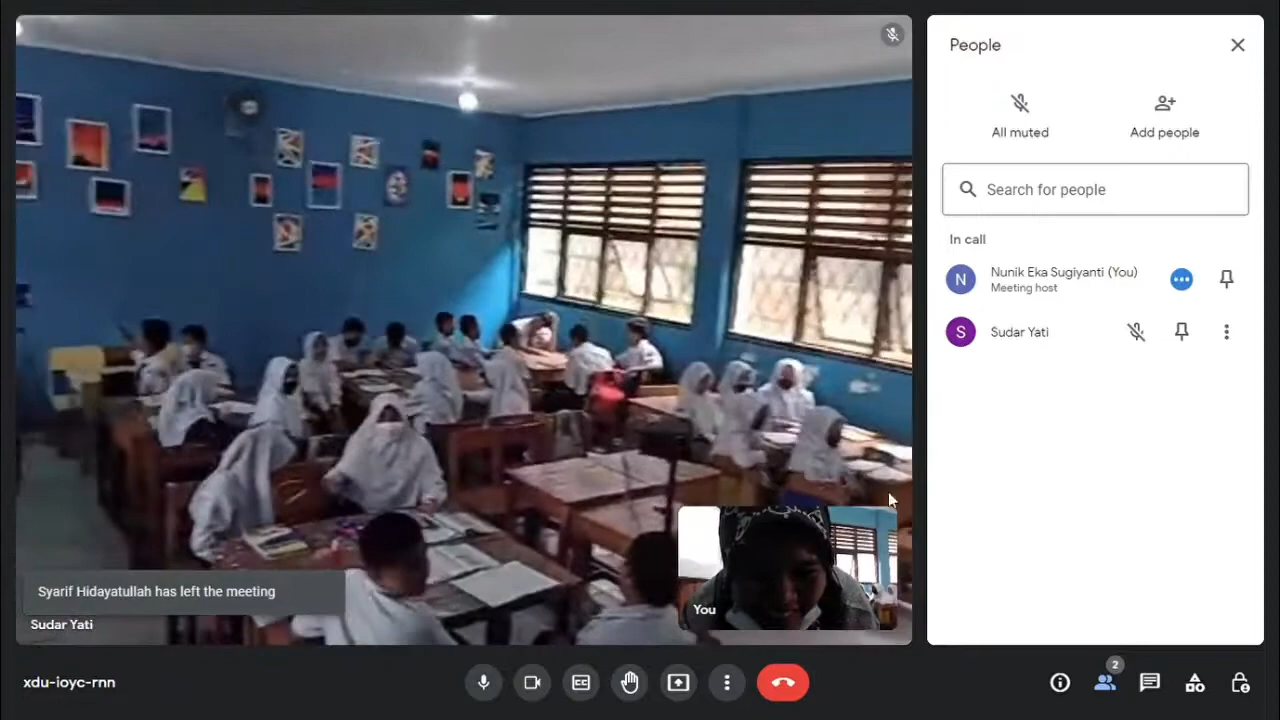 People
All muted
Add people
Search for people
In call
N
Nunik Eka Sugiyanti (You)
Meeting host
S
Sudar Yati
Syarif Hidayatullah has left the meeting
Sudar Yati
You
xdu-ioyc-rnn
CC
2